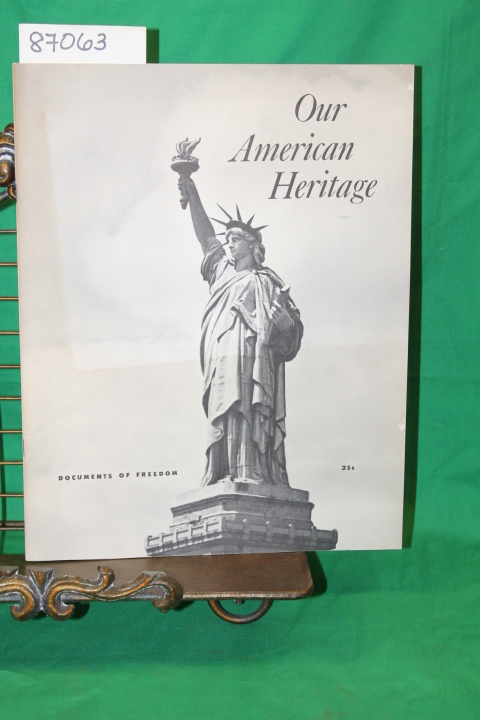 87063
Our
American
Heritage
DOCUMENTS OF FREEDOM
25¢